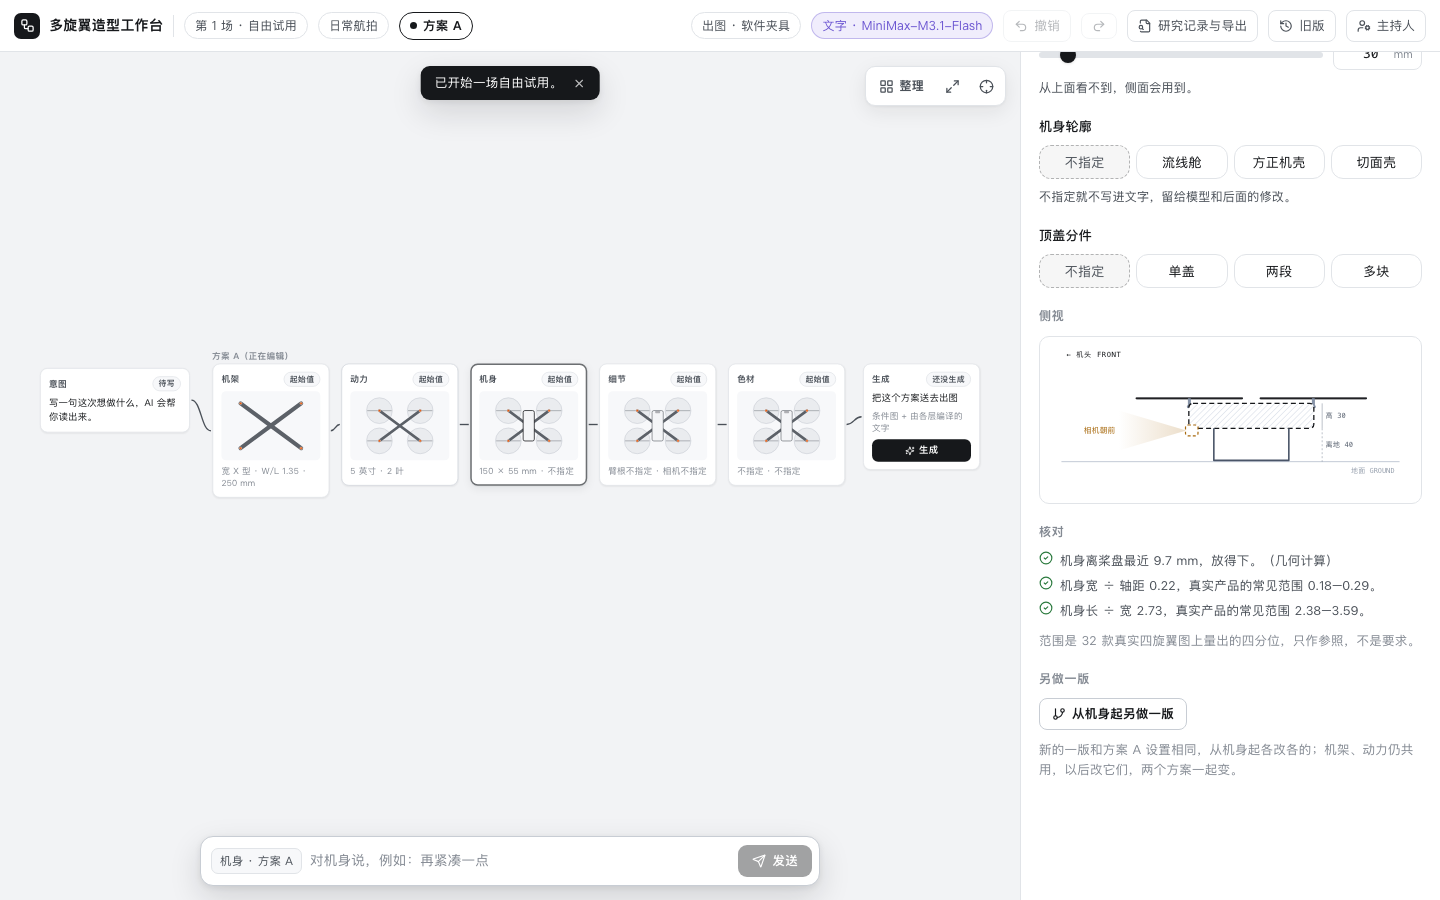 多旋翼造型工作台
第 1 场 · 自由试用
日常航拍
方案 A
出图 · 软件夹具
文字 · MiniMax-M3.1-Flash
撤销
研究记录与导出
旧版
主持人
已开始一场自由试用。
整理
30 mm
从上面看不到，侧面会用到。
机身轮廓
不指定
流线舱
方正机壳
切面壳
不指定就不写进文字，留给模型和后面的修改。
顶盖分件
不指定
单盖
两段
多块
侧视
← 机头 FRONT
高 30
相机朝前
离地 40
地面 GROUND
核对
机身离桨盘最近 9.7 mm，放得下。（几何计算）
机身宽 ÷ 轴距 0.22，真实产品的常见范围 0.18–0.29。
机身长 ÷ 宽 2.73，真实产品的常见范围 2.38–3.59。
范围是 32 款真实四旋翼图上量出的四分位，只作参照，不是要求。
另做一版
从机身起另做一版
新的一版和方案 A 设置相同，从机身起各改各的；机架、动力仍共
用，以后改它们，两个方案一起变。
方案 A（正在编辑）
意图
待写
写一句这次想做什么，AI 会帮
你读出来。
机架
起始值
宽 X 型 · W/L 1.35 ·
250 mm
动力
起始值
5 英寸 · 2 叶
机身
起始值
150 × 55 mm · 不指定
细节
起始值
臂根不指定 · 相机不指定
色材
起始值
不指定 · 不指定
生成
还没生成
把这个方案送去出图
条件图 + 由各层编译的
文字
生成
机身 · 方案 A
对机身说，例如：再紧凑一点
发送